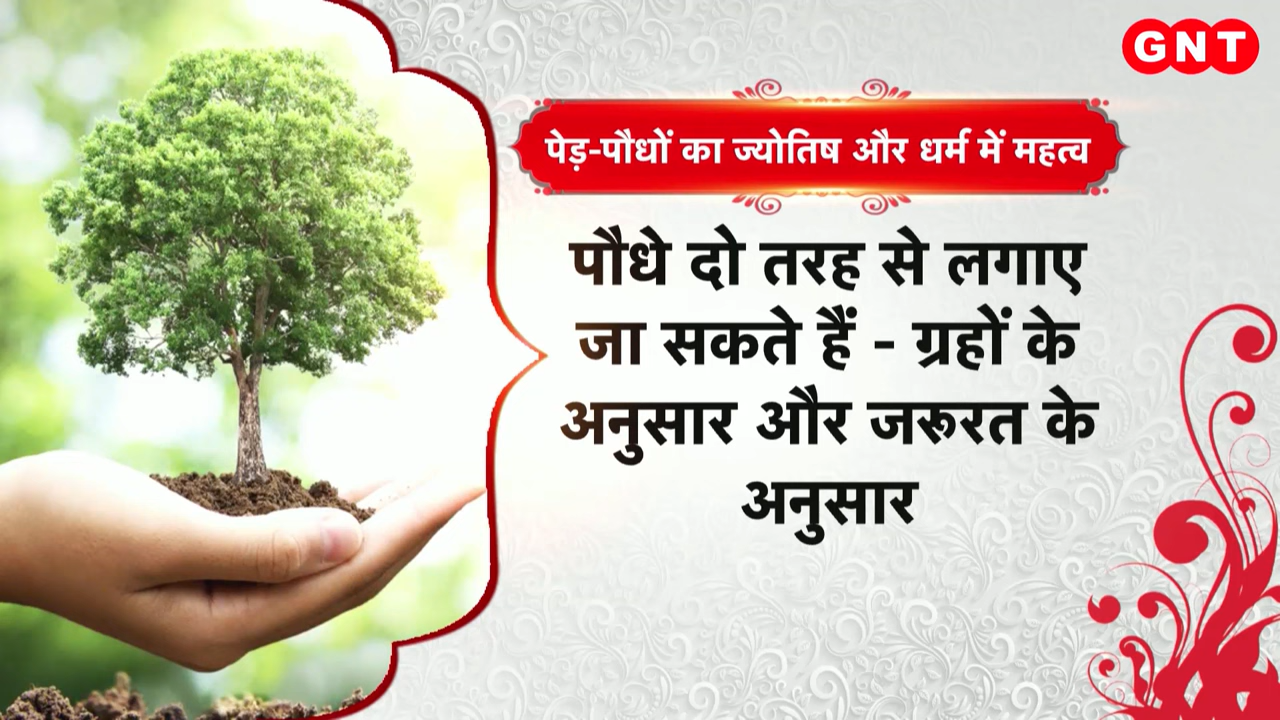 GNT
पेड़-पौधों का ज्योतिष और धर्म में महत्व
पौधे दो तरह से लगाए
जा सकते हैं - ग्रहों के
अनुसार और जरूरत के
अनुसार